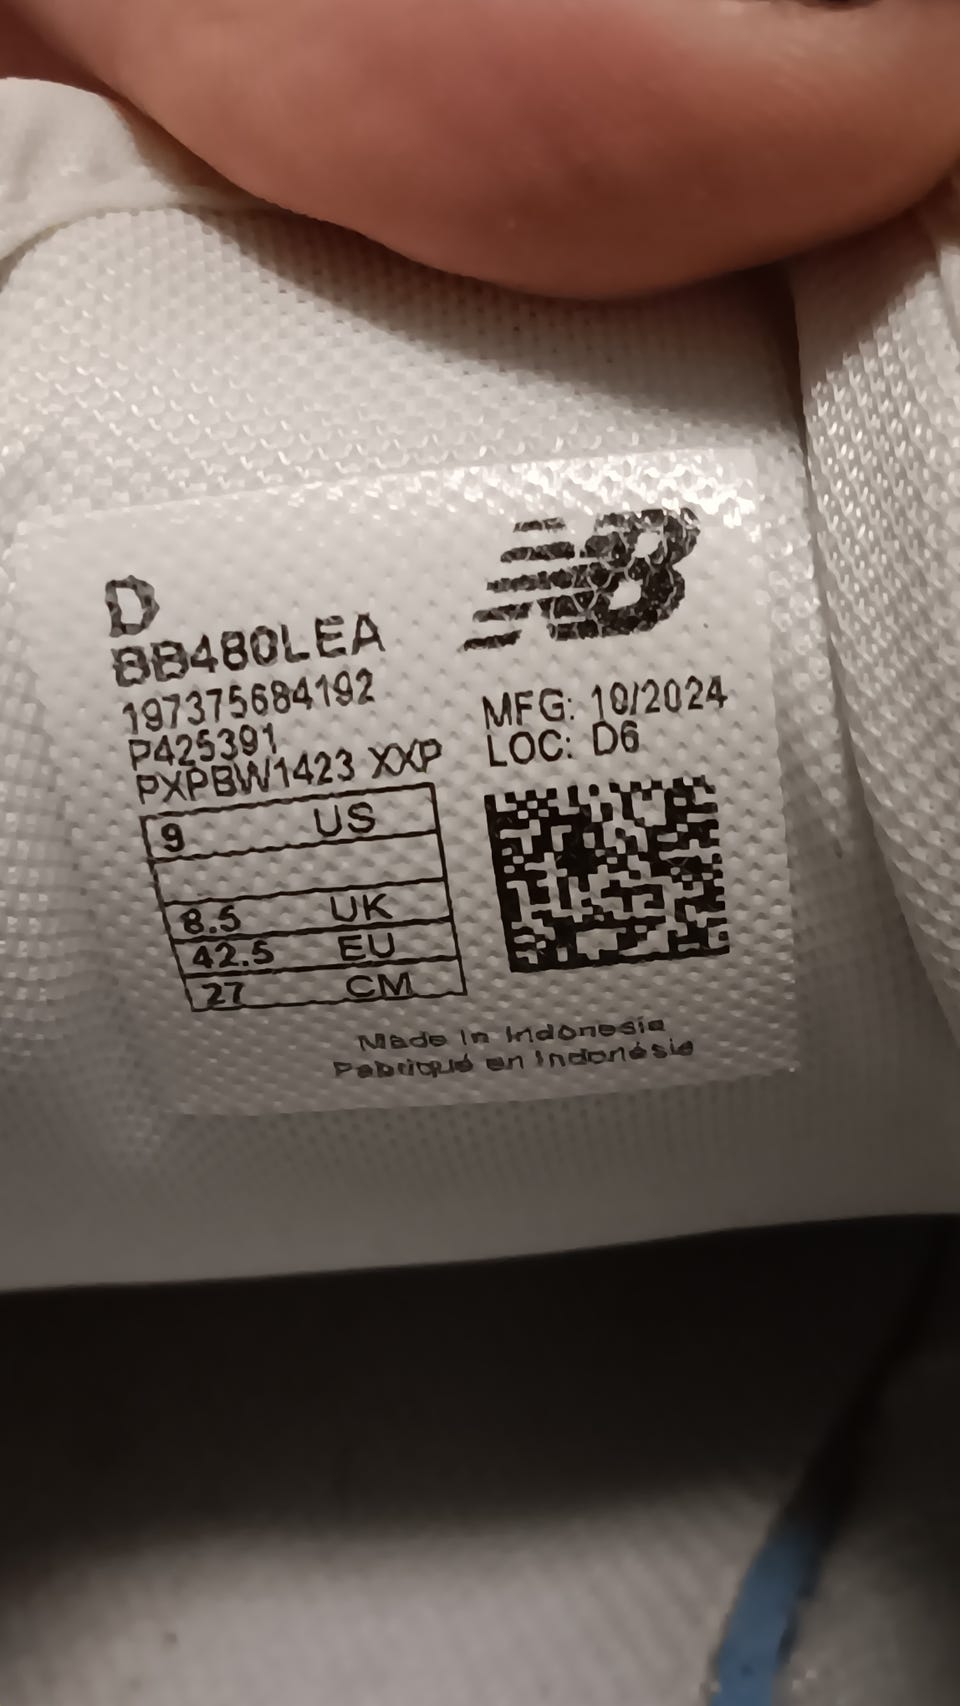 NB
D
BB480LEA
197375684192
P425391
PXPBW1423 XXP
MFG: 10/2024
LOC: D6
9 US
8.5 UK
42.5 EU
27 CM
Made in Indonesia
Fabriqué en Indonésie